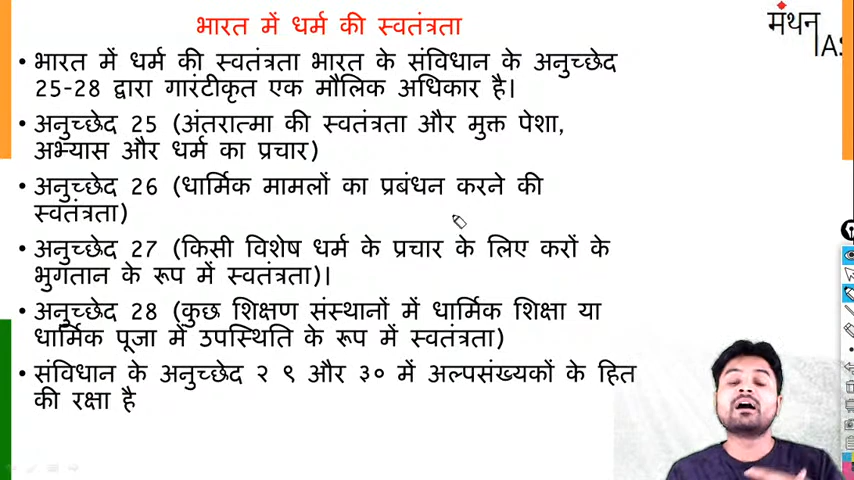 भारत में धर्म की स्वतंत्रता
मंथन
IAS
• भारत में धर्म की स्वतंत्रता भारत के संविधान के अनुच्छेद
25-28 द्वारा गारंटीकृत एक मौलिक अधिकार है।
• अनुच्छेद 25 (अंतरात्मा की स्वतंत्रता और मुक्त पेशा,
अभ्यास और धर्म का प्रचार)
• अनुच्छेद 26 (धार्मिक मामलों का प्रबंधन करने की
स्वतंत्रता)
• अनुच्छेद 27 (किसी विशेष धर्म के प्रचार के लिए करों के
भुगतान के रूप में स्वतंत्रता)।
• अनुच्छेद 28 (कुछ शिक्षण संस्थानों में धार्मिक शिक्षा या
धार्मिक पूजा में उपस्थिति के रूप में स्वतंत्रता)
• संविधान के अनुच्छेद २ ९ और ३० में अल्पसंख्यकों के हित
की रक्षा है